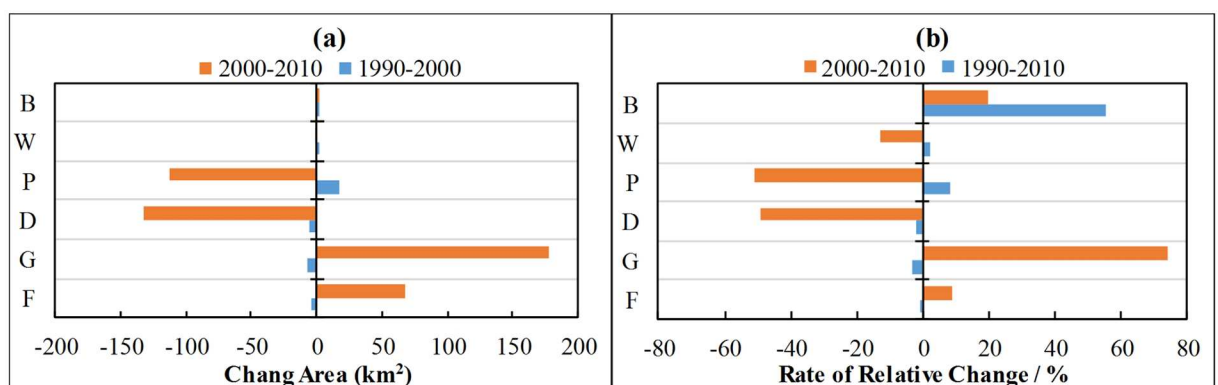 (a)
2000-2010 1990-2000
B
W
P
D
G
F
-200 -150 -100 -50 0 50 100 150 200
Chang Area (km²)
(b)
2000-2010 1990-2010
B
W
P
D
G
F
-80 -60 -40 -20 0 20 40 60 80
Rate of Relative Change / %